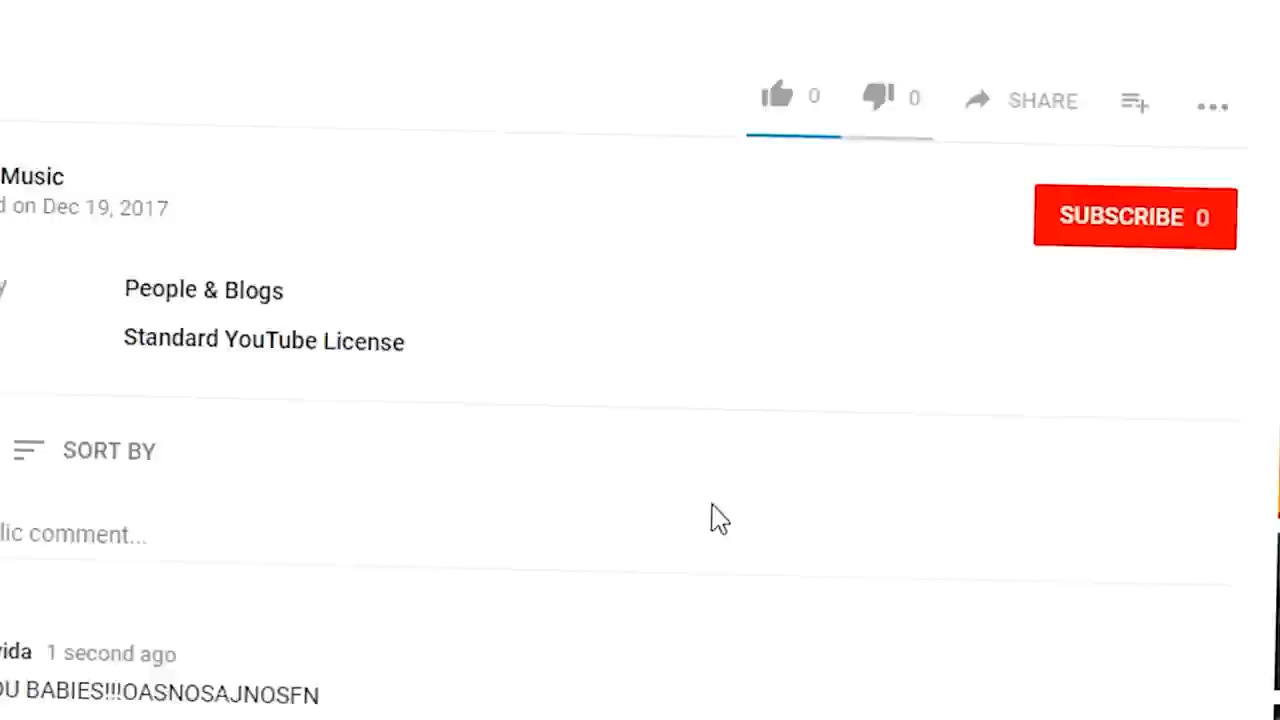 0 0 SHARE
Music
d on Dec 19, 2017
SUBSCRIBE 0
y
People & Blogs
Standard YouTube License
SORT BY
lic comment...
vida 1 second ago
OU BABIES!!!OASNOSAJNOSFN